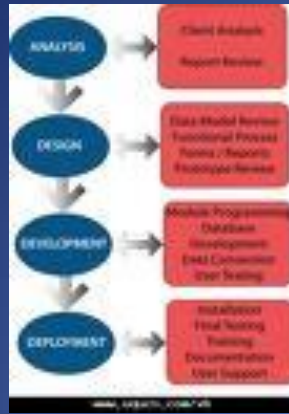 ANALYSIS
Client Analysis
Report Review
DESIGN
Data Model Review
Functional Process
Forms / Reports
Prototype Review
DEVELOPMENT
Module Programming
Database
Development
Data Conversion
User Testing
DEPLOYMENT
Installation
Final Testing
Training
Documentation
User Support